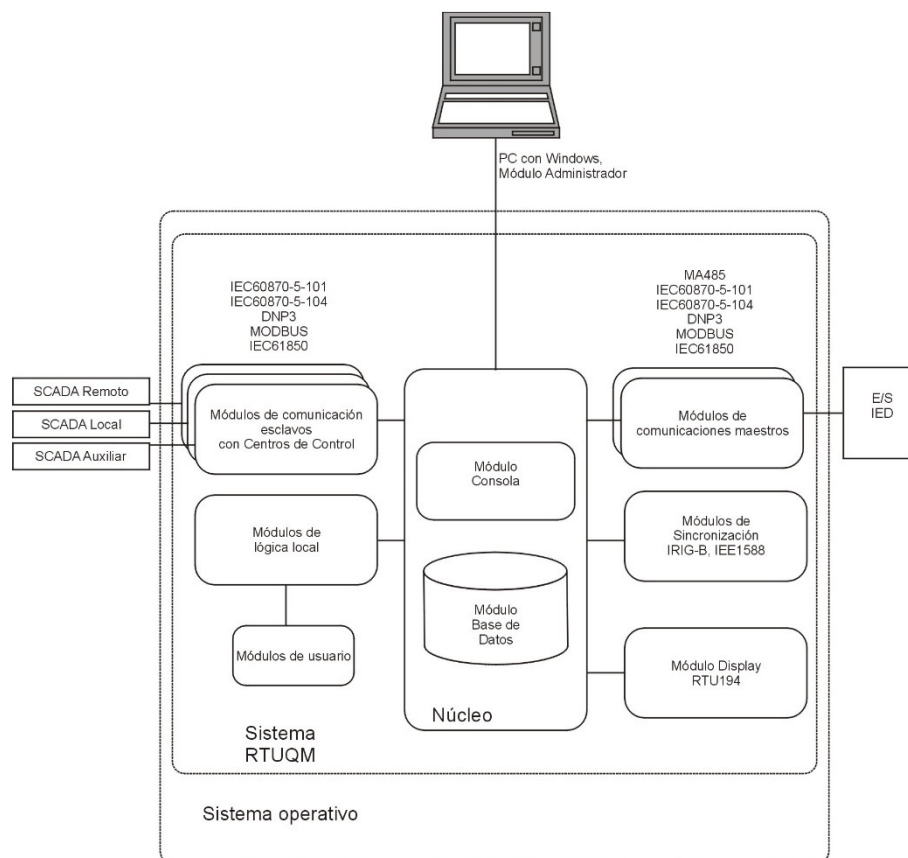 PC con Windows,
Módulo Administrador
IEC60870-5-101
IEC60870-5-104
DNP3
MODBUS
IEC61850
MA485
IEC60870-5-101
IEC60870-5-104
DNP3
MODBUS
IEC61850
SCADA Remoto
SCADA Local
SCADA Auxiliar
Módulos de comunicación
esclavos
con Centros de Control
Módulos de
comunicaciones maestros
E/S
IED
Módulo
Consola
Módulos de
lógica local
Módulos de
Sincronización
IRIG-B, IEE1588
Módulo
Base de
Datos
Módulos de usuario
Módulo Display
RTU194
Núcleo
Sistema
RTUQM
Sistema operativo